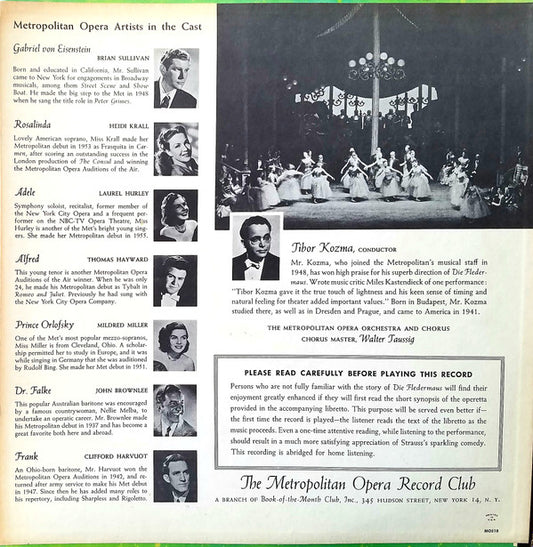 Metropolitan Opera Artists in the Cast
Gabriel von Eisenstein
BRIAN SULLIVAN
Born and educated in California, Mr. Sullivan
came to New York for engagements in Broadway
musicals, among them Street Scene and Show
Boat. He made the big step to the Met in 1948
when he sang the title role in Peter Grimes.
Rosalinda
HEIDI KRALL
Lovely American soprano, Miss Krall made her
Metropolitan debut in 1953 as Frasquita in Car-
men, after scoring an outstanding success in the
London production of The Consul and winning
the Metropolitan Opera Auditions of the Air.
Adele
LAUREL HURLEY
Symphony soloist, recitalist, former member of
the New York City Opera and a frequent per-
former on the NBC-TV Opera Theatre, Miss
Hurley is another of the Met's bright young sing-
ers. She made her Metropolitan debut in 1955.
Alfred
THOMAS HAYWARD
This young tenor is another Metropolitan Opera
Auditions of the Air winner. When he was only
24, he made his Metropolitan debut as Tybalt in
Romeo and Juliet. Previously he had sung with
the New York City Opera Company.
Prince Orlofsky
MILDRED MILLER
One of the Met's most popular mezzo-sopranos,
Miss Miller is from Cleveland, Ohio. A scholar-
ship permitted her to study in Europe, and it was
while singing in Germany that she was auditioned
by Rudolf Bing. She made her Met debut in 1951.
Dr. Falke
JOHN BROWNLEE
This popular Australian baritone was encouraged
by a famous countrywoman, Nellie Melba, to
undertake an operatic career. Mr. Brownlee made
his Metropolitan debut in 1937 and has become a
great favorite both here and abroad.
Frank
CLIFFORD HARVUOT
An Ohio-born baritone, Mr. Harvuot won the
Metropolitan Opera Auditions in 1942, and re-
turned after army service to make his Met debut
in 1947. Since then he has added many roles to
his repertory, including Sharpless and Rigoletto.
Tibor Kozma, CONDUCTOR
Mr. Kozma, who joined the Metropolitan's musical staff in
1948, has won high praise for his superb direction of Die Fleder-
maus. Wrote music critic Miles Kastendieck of one performance:
"Tibor Kozma gave it the true touch of lightness and his keen sense of timing and
natural feeling for theater added important values." Born in Budapest, Mr. Kozma
studied there, as well as in Dresden and Prague, and came to America in 1941.
THE METROPOLITAN OPERA ORCHESTRA AND CHORUS
CHORUS MASTER, Walter Taussig
PLEASE READ CAREFULLY BEFORE PLAYING THIS RECORD
Persons who are not fully familiar with the story of Die Fledermaus will find their
enjoyment greatly enhanced if they will first read the short synopsis of the operetta
provided in the accompanying libretto. This purpose will be served even better if—
the first time the record is played—the listener reads the text of the libretto as the
music proceeds. Even a one-time attentive reading, while listening to the performance,
should result in a much more satisfying appreciation of Strauss's sparkling comedy.
This recording is abridged for home listening.
The Metropolitan Opera Record Club
A BRANCH OF Book-of-the-Month Club, Inc., 345 HUDSON STREET, NEW YORK 14, N. Y.
MO518